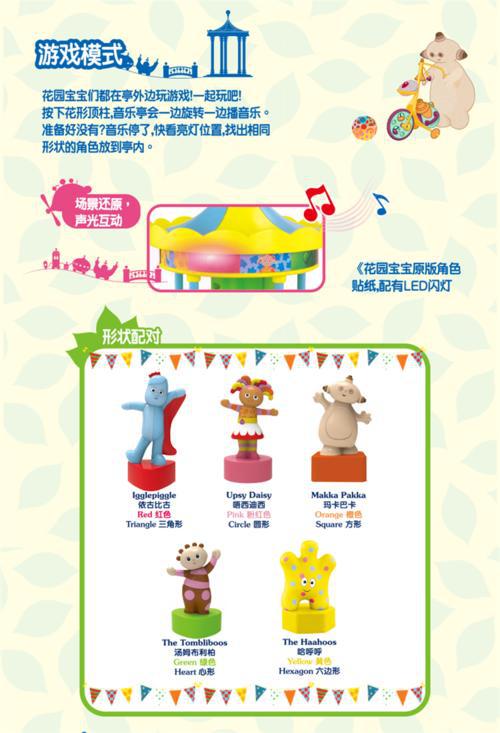 游戏模式
花园宝宝们都在亭外边玩游戏!一起玩吧!
按下花形顶柱,音乐亭会一边旋转一边播音乐。
准备好没有?音乐停了,快看亮灯位置,找出相同
形状的角色放到亭内。
场景还原，
声光互动
《花园宝宝原版角色
贴纸,配有LED闪灯
形状配对
Igglepiggle
依古比古
Red 红色
Triangle 三角形
Upsy Daisy
唔西迪西
Pink 粉红色
Circle 圆形
Makka Pakka
玛卡巴卡
Orange 橙色
Square 方形
The Tombliboos
汤姆布利柏
Green 绿色
Heart 心形
The Haahoos
哈呼呼
Yellow 黄色
Hexagon 六边形